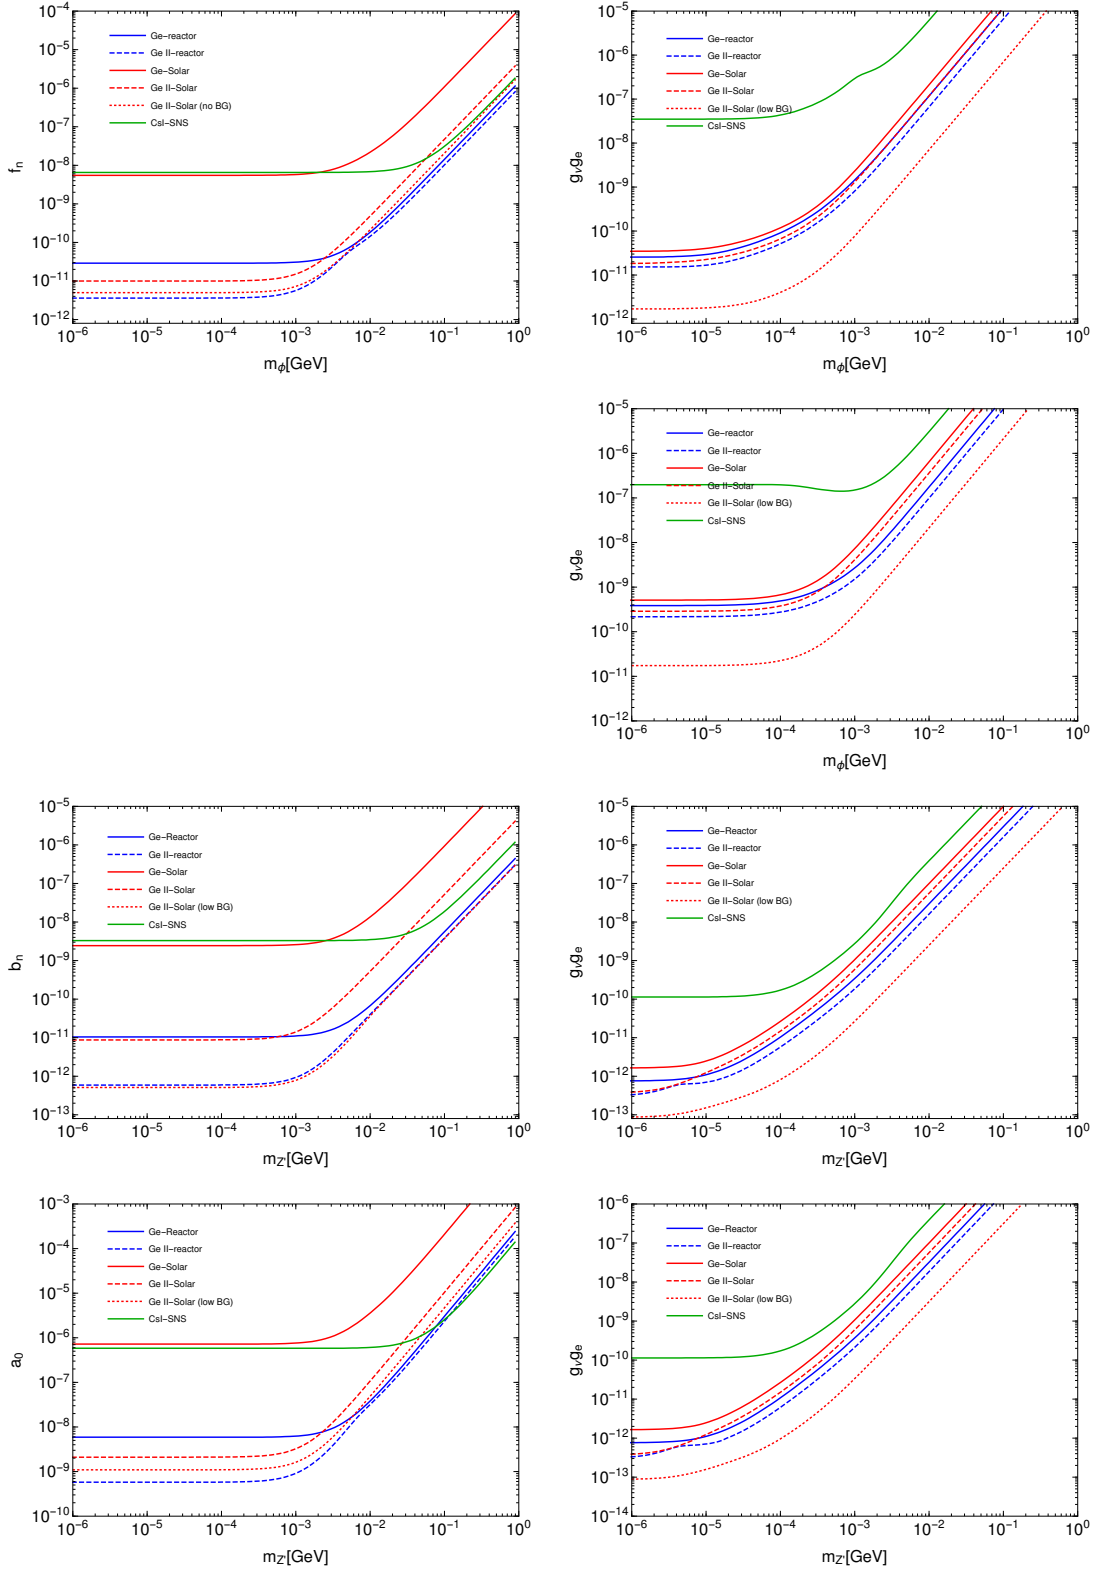 10⁻⁴
10⁻⁵
10⁻⁶
10⁻⁷
10⁻⁸
10⁻⁹
10⁻¹⁰
10⁻¹¹
10⁻¹²
fₙ
Ge-reactor
Ge II-reactor
Ge-Solar
Ge II-Solar
Ge II-Solar (no BG)
CsI-SNS
10⁻⁶ 10⁻⁵ 10⁻⁴ 10⁻³ 10⁻² 10⁻¹ 10⁰
m_ϕ[GeV]
10⁻⁵
10⁻⁶
10⁻⁷
10⁻⁸
10⁻⁹
10⁻¹⁰
10⁻¹¹
10⁻¹²
gᵥgₑ
Ge-reactor
Ge II-reactor
Ge-Solar
Ge II-Solar
Ge II-Solar (low BG)
CsI-SNS
10⁻⁶ 10⁻⁵ 10⁻⁴ 10⁻³ 10⁻² 10⁻¹ 10⁰
m_ϕ[GeV]
10⁻⁵
10⁻⁶
10⁻⁷
10⁻⁸
10⁻⁹
10⁻¹⁰
10⁻¹¹
10⁻¹²
gᵥgₑ
Ge-reactor
Ge II-reactor
Ge-Solar
Ge II-Solar
Ge II-Solar (low BG)
CsI-SNS
10⁻⁶ 10⁻⁵ 10⁻⁴ 10⁻³ 10⁻² 10⁻¹ 10⁰
m_ϕ[GeV]
10⁻⁵
10⁻⁶
10⁻⁷
10⁻⁸
10⁻⁹
10⁻¹⁰
10⁻¹¹
10⁻¹²
10⁻¹³
bₙ
Ge-Reactor
Ge II-reactor
Ge-Solar
Ge II-Solar
Ge II-Solar (low BG)
CsI-SNS
10⁻⁶ 10⁻⁵ 10⁻⁴ 10⁻³ 10⁻² 10⁻¹ 10⁰
m_Z'[GeV]
10⁻⁵
10⁻⁶
10⁻⁷
10⁻⁸
10⁻⁹
10⁻¹⁰
10⁻¹¹
10⁻¹²
10⁻¹³
gᵥgₑ
Ge-Reactor
Ge II-reactor
Ge-Solar
Ge II-Solar
Ge II-Solar (low BG)
CsI-SNS
10⁻⁶ 10⁻⁵ 10⁻⁴ 10⁻³ 10⁻² 10⁻¹ 10⁰
m_Z'[GeV]
10⁻³
10⁻⁴
10⁻⁵
10⁻⁶
10⁻⁷
10⁻⁸
10⁻⁹
10⁻¹⁰
a₀
Ge-Reactor
Ge II-reactor
Ge-Solar
Ge II-Solar
Ge II-Solar (low BG)
CsI-SNS
10⁻⁶ 10⁻⁵ 10⁻⁴ 10⁻³ 10⁻² 10⁻¹ 10⁰
m_Z'[GeV]
10⁻⁶
10⁻⁷
10⁻⁸
10⁻⁹
10⁻¹⁰
10⁻¹¹
10⁻¹²
10⁻¹³
10⁻¹⁴
gᵥgₑ
Ge-Reactor
Ge II-reactor
Ge-Solar
Ge II-Solar
Ge II-Solar (low BG)
CsI-SNS
10⁻⁶ 10⁻⁵ 10⁻⁴ 10⁻³ 10⁻² 10⁻¹ 10⁰
m_Z'[GeV]